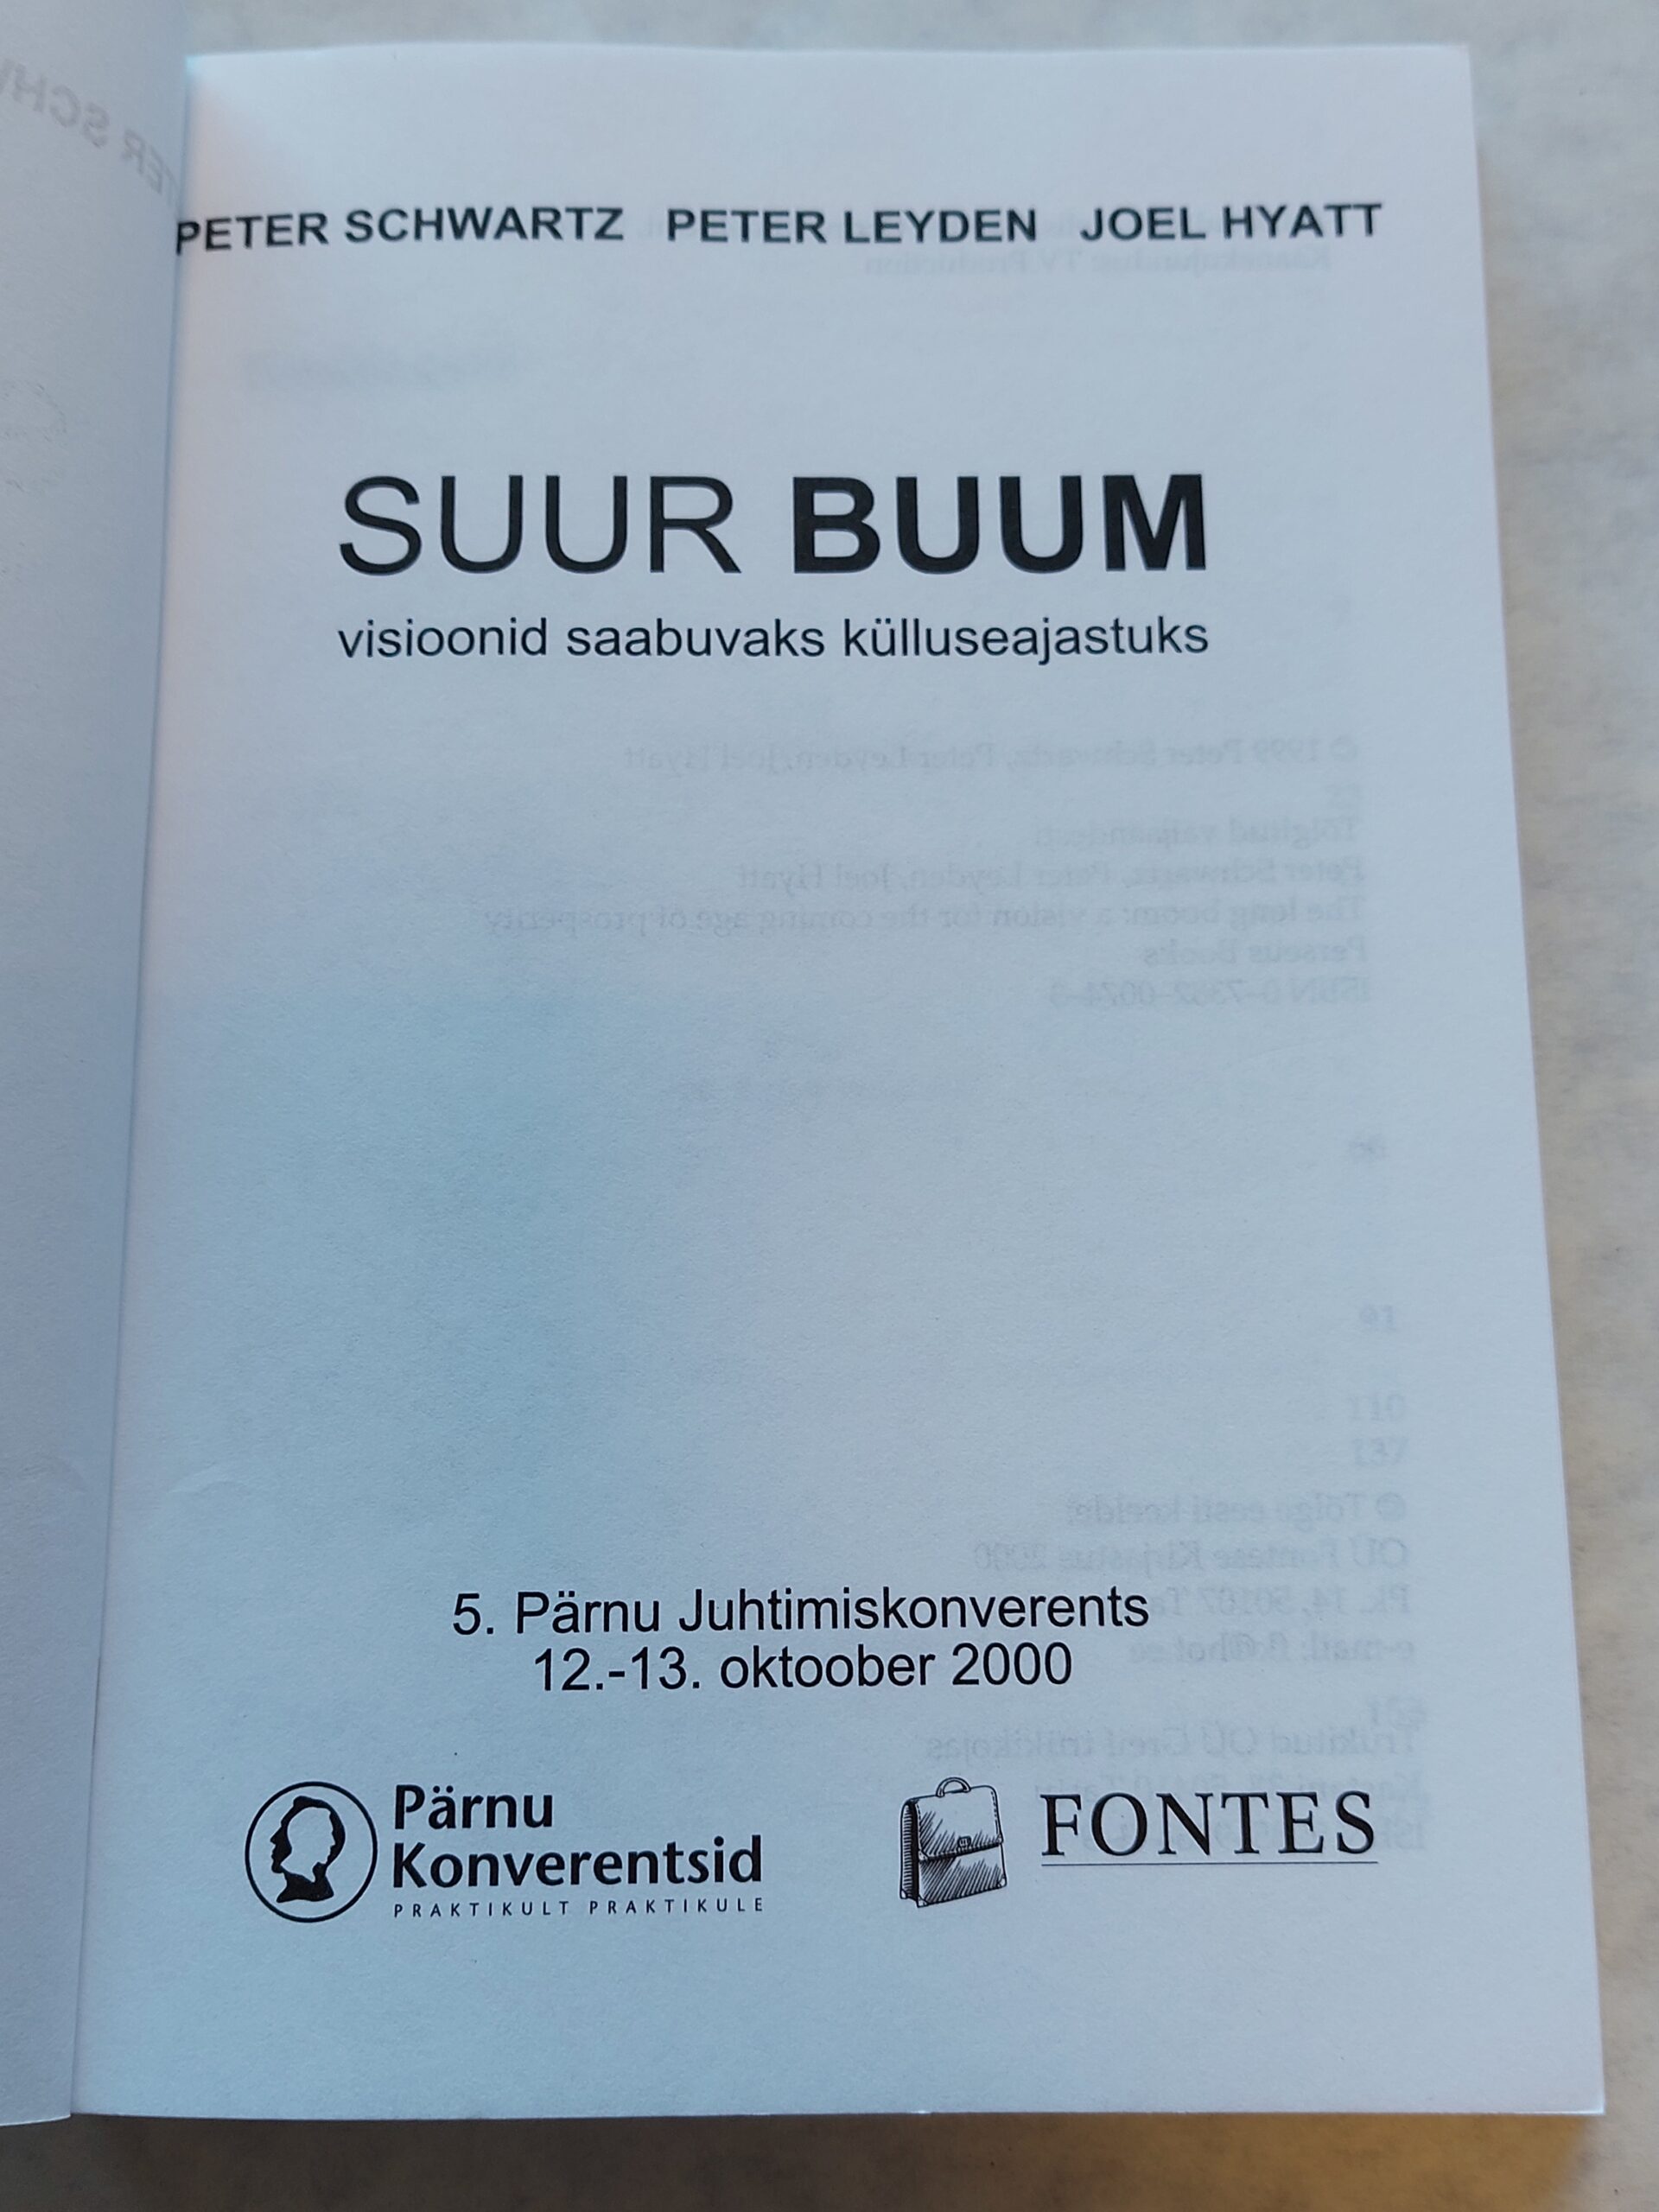 PETER SCHWARTZ PETER LEYDEN JOEL HYATT
SUUR BUUM
visioonid saabuvaks külluseajastuks
5. Pärnu Juhtimiskonverents
12.-13. oktoober 2000
Pärnu
Konverentsid
PRAKTIKULT PRAKTIKULE
FONTES